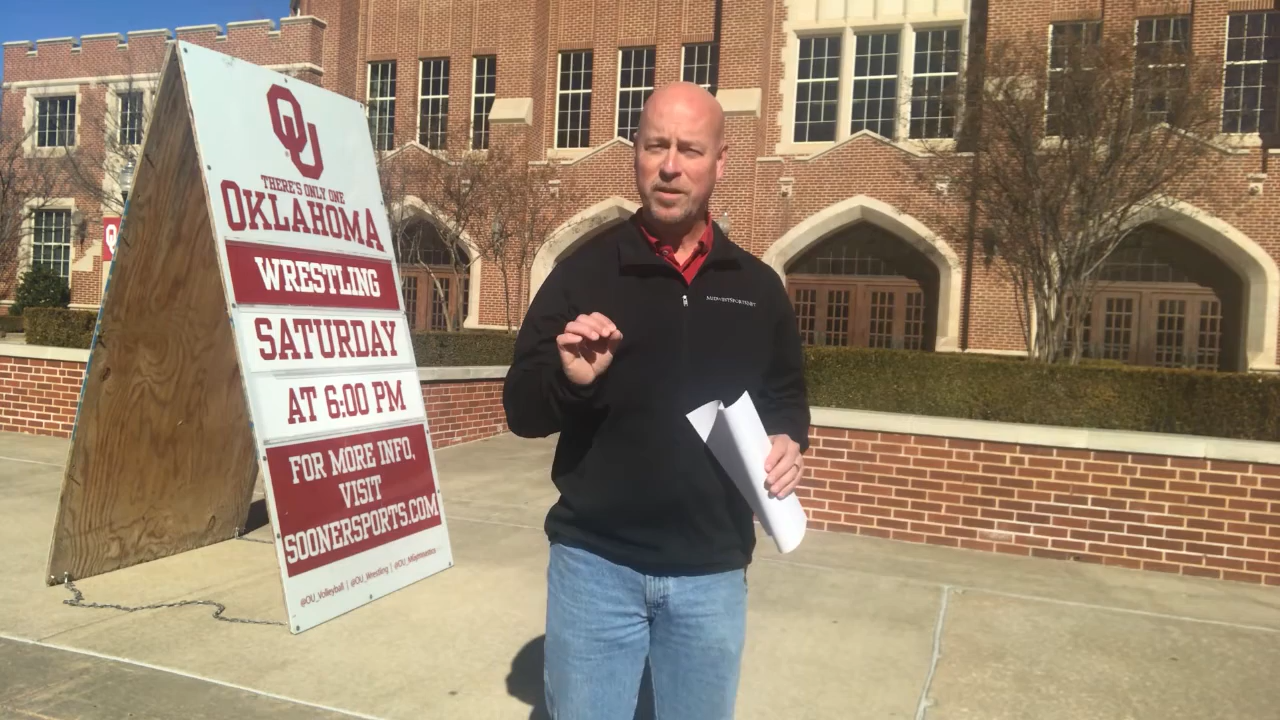 OU
THERE'S ONLY ONE
OKLAHOMA
WRESTLING
SATURDAY
AT 6:00 PM
FOR MORE INFO,
VISIT
SOONERSPORTS.COM
@OU_Volleyball | @OU_Wrestling |
MIDWESTSPORTSNET